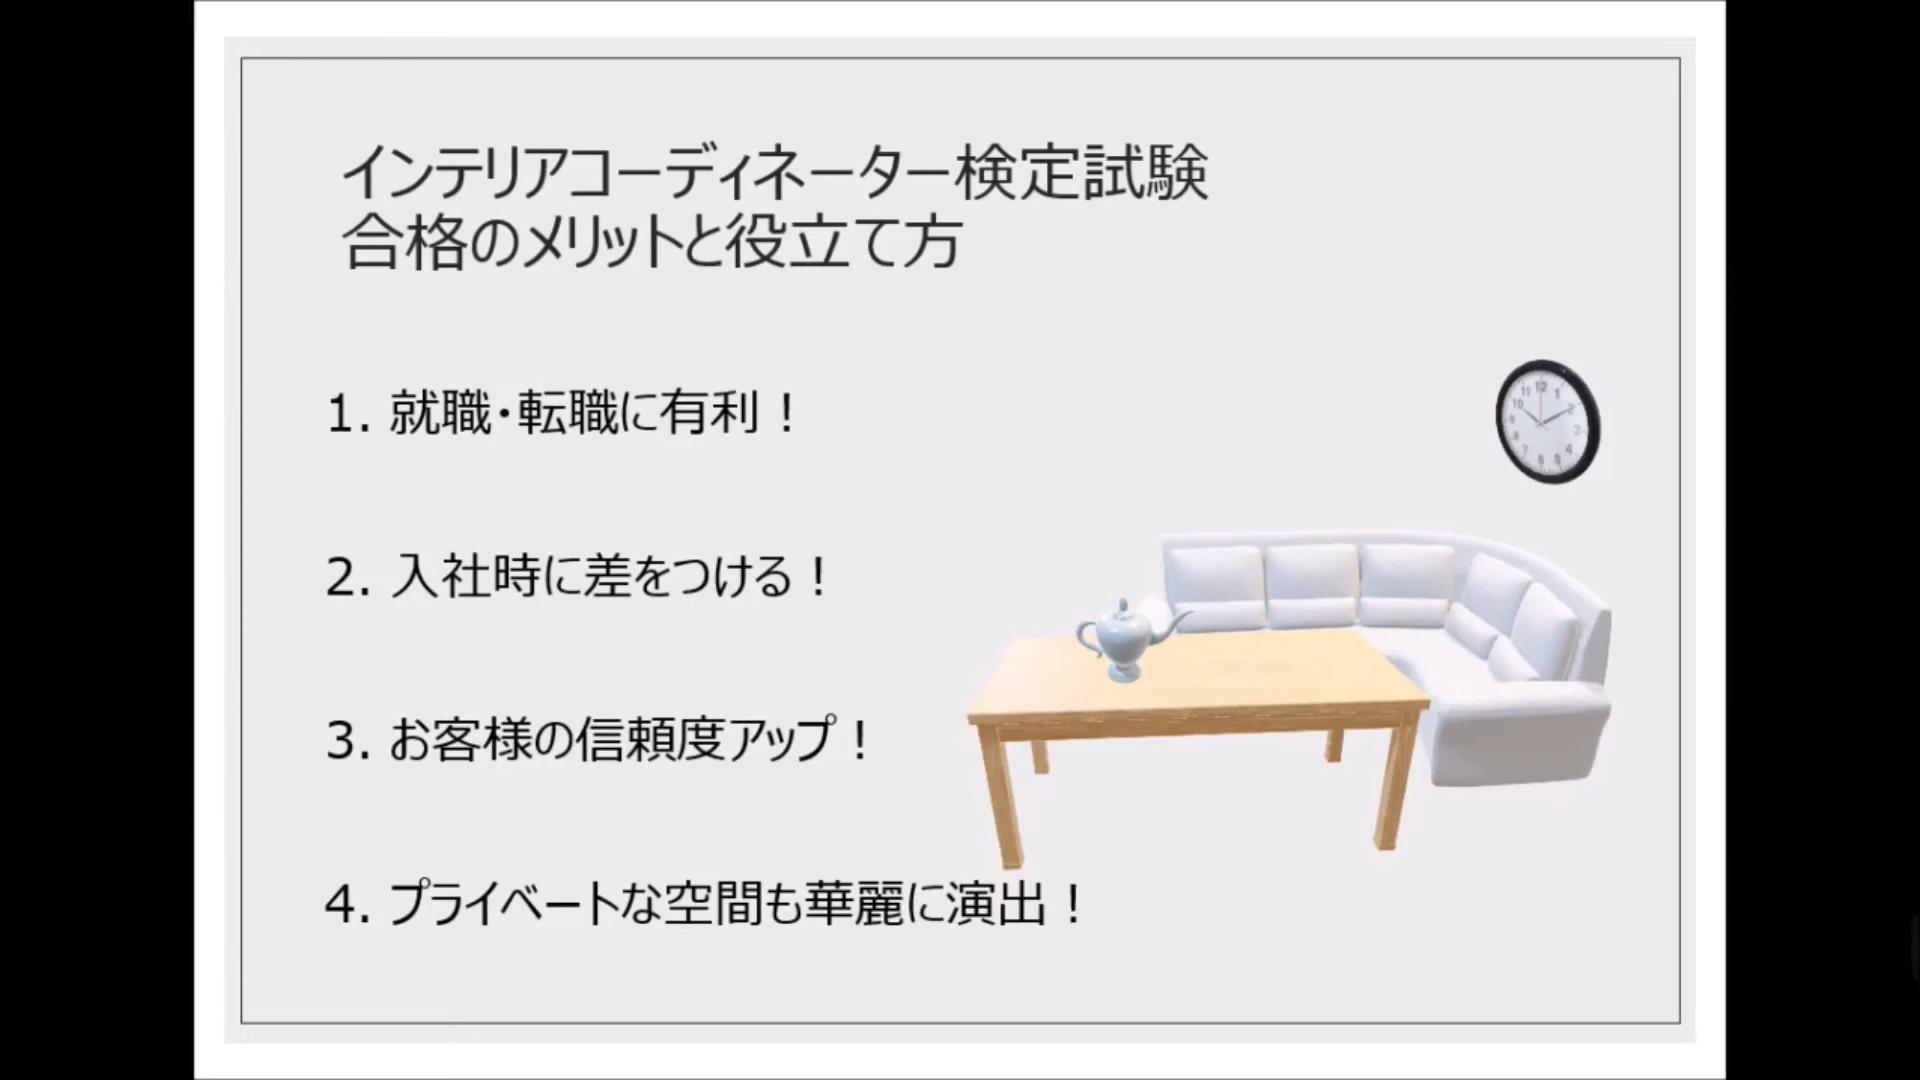 インテリアコーディネーター検定試験
合格のメリットと役立て方
1. 就職・転職に有利！
2. 入社時に差をつける！
3. お客様の信頼度アップ！
4. プライベートな空間も華麗に演出！